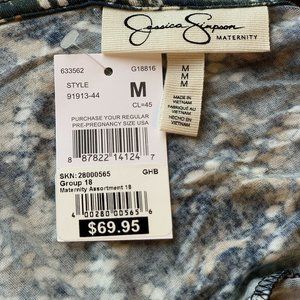 Jessica Simpson
MATERNITY
M
M
M
MADE IN
VIETNAM
FABRIQUÉ AU
VIETNAM
HECHO EN
VIETNAM
633562 G18816
STYLE
91913-44 M
CL=45
PURCHASE YOUR REGULAR
PRE-PREGNANCY SIZE USA
8 87822 14124 7
SKN: 28000565 GHB
Group 18
Maternity Assortment 18
4 00280 00565 6
$69.95